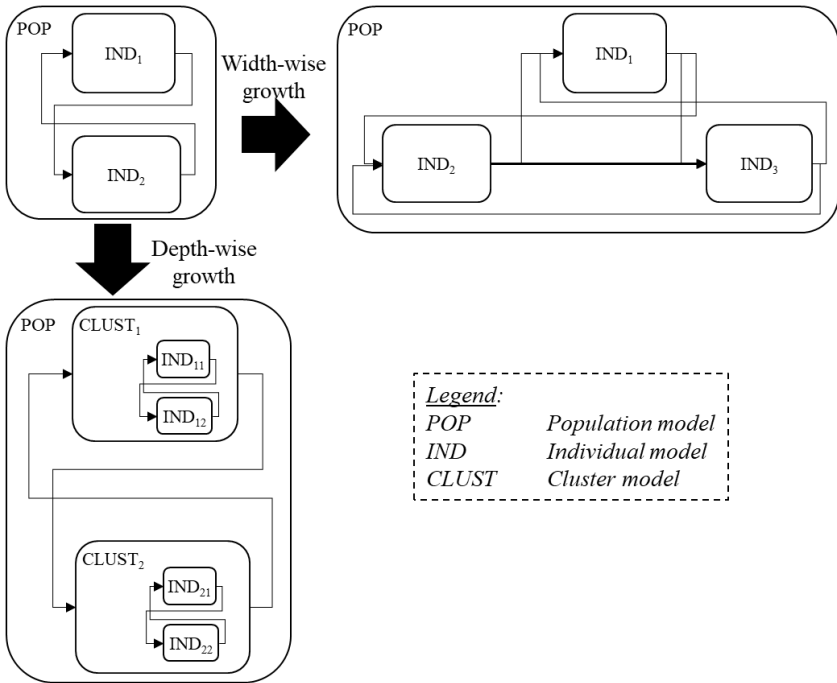 POP
IND₁
IND₂
Width-wise
growth
POP
IND₁
IND₂
IND₃
Depth-wise
growth
POP
CLUST₁
IND₁₁
IND₁₂
CLUST₂
IND₂₁
IND₂₂
Legend:
POP Population model
IND Individual model
CLUST Cluster model